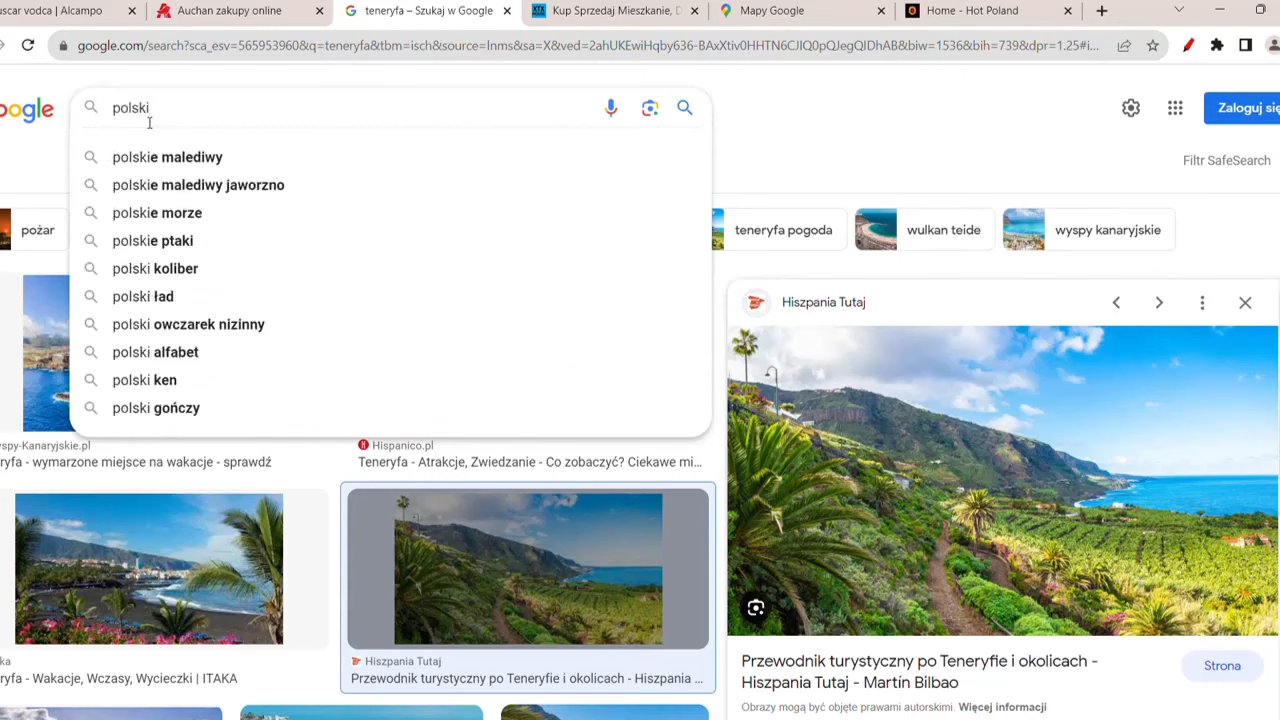 uscar vodca | Alcampo
Auchan zakupy online
teneryfa – Szukaj w Google
Kup Sprzedaj Mieszkanie, D
Mapy Google
Home - Hot Poland
google.com/search?sca_esv=565953960&q=teneryfa&tbm=isch&source=lnms&sa=X&ved=2ahUKEwiHqby636-BAxXtiv0HHTN6CJIQ0pQJegQIDhAB&biw=1536&bih=739&dpr=1.25#i...
oogle
polski
Zaloguj się
polskie malediwy
polskie malediwy jaworzno
polskie morze
polskie ptaki
polski koliber
polski ład
polski owczarek nizinny
polski alfabet
polski ken
polski gończy
Filtr SafeSearch
pożar
teneryfa pogoda
wulkan teide
wyspy kanaryjskie
Hiszpania Tutaj
yspy-Kanaryjskie.pl
ryfa - wymarzone miejsce na wakacje - sprawdź
Hispanico.pl
Teneryfa - Atrakcje, Zwiedzanie - Co zobaczyć? Ciekawe mi...
ka
ryfa - Wakacje, Wczasy, Wycieczki | ITAKA
Hiszpania Tutaj
Przewodnik turystyczny po Teneryfie i okolicach - Hiszpania ...
Przewodnik turystyczny po Teneryfie i okolicach -
Hiszpania Tutaj - Martín Bilbao
Strona
Obrazy mogą być objęte prawami autorskimi. Więcej informacji